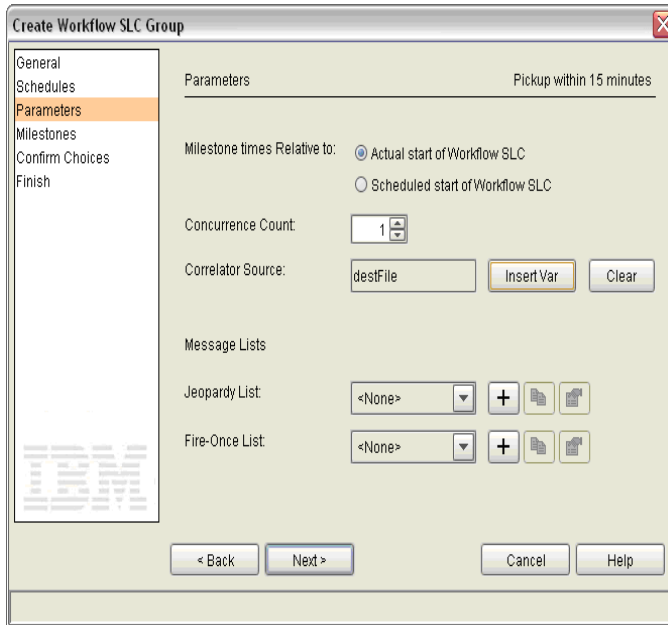 Create Workflow SLC Group
General
Schedules
Parameters
Milestones
Confirm Choices
Finish
IBM
Parameters Pickup within 15 minutes
Milestone times Relative to: Actual start of Workflow SLC
Scheduled start of Workflow SLC
Concurrence Count: 1
Correlator Source: destFile Insert Var Clear
Message Lists
Jeopardy List: <None> +
Fire-Once List: <None> +
< Back Next > Cancel Help